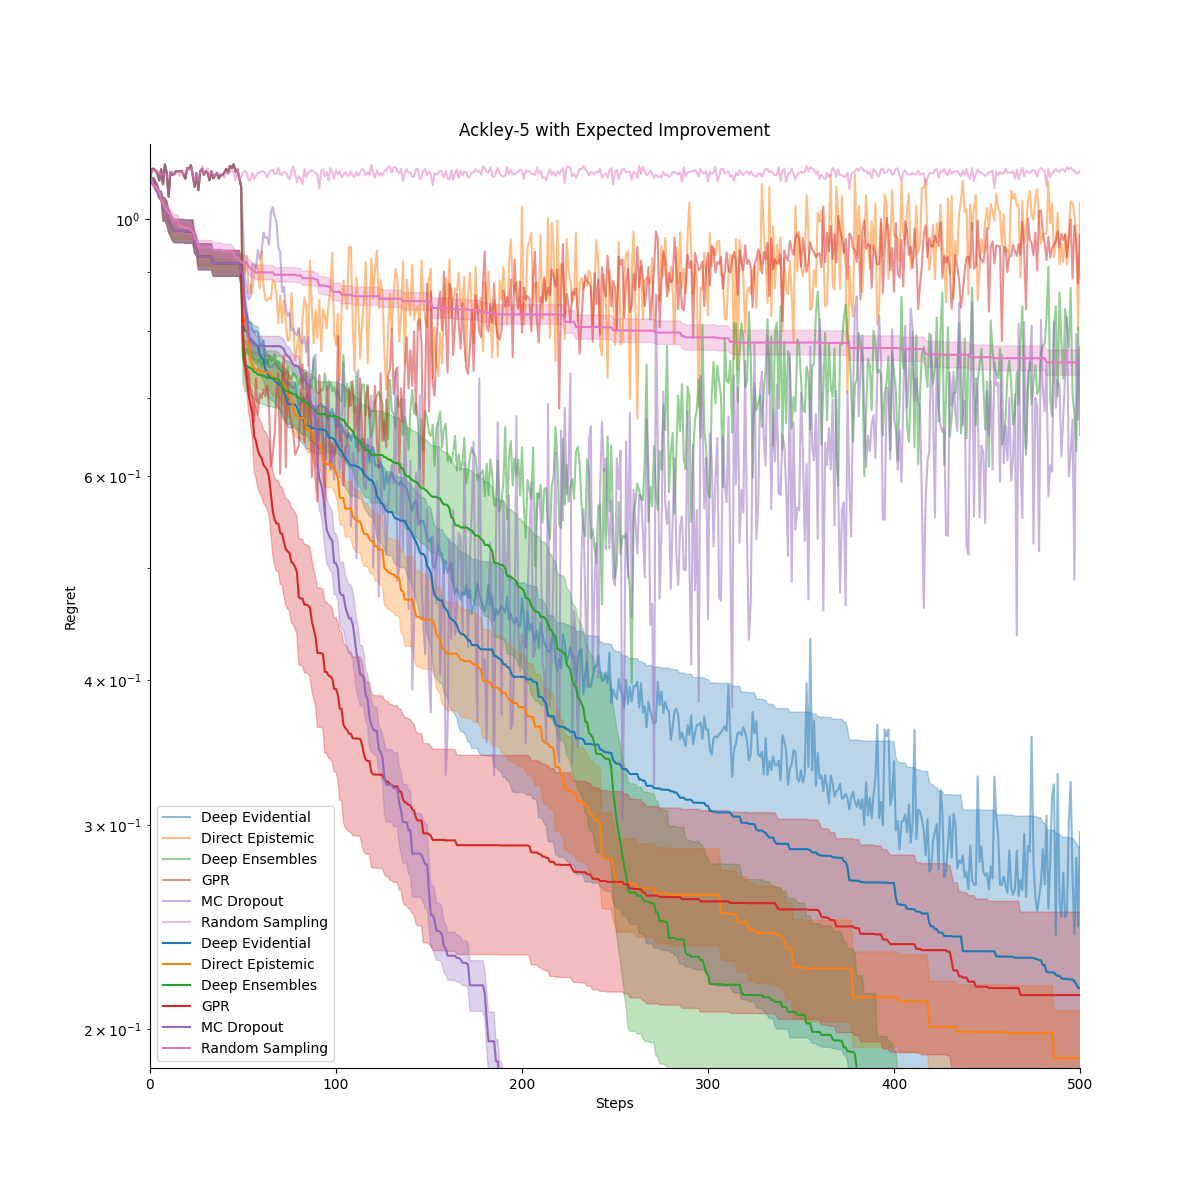 Ackley-5 with Expected Improvement
10⁰
6 × 10⁻¹
4 × 10⁻¹
3 × 10⁻¹
2 × 10⁻¹
Regret
Deep Evidential
Direct Epistemic
Deep Ensembles
GPR
MC Dropout
Random Sampling
Deep Evidential
Direct Epistemic
Deep Ensembles
GPR
MC Dropout
Random Sampling
0 100 200 300 400 500
Steps